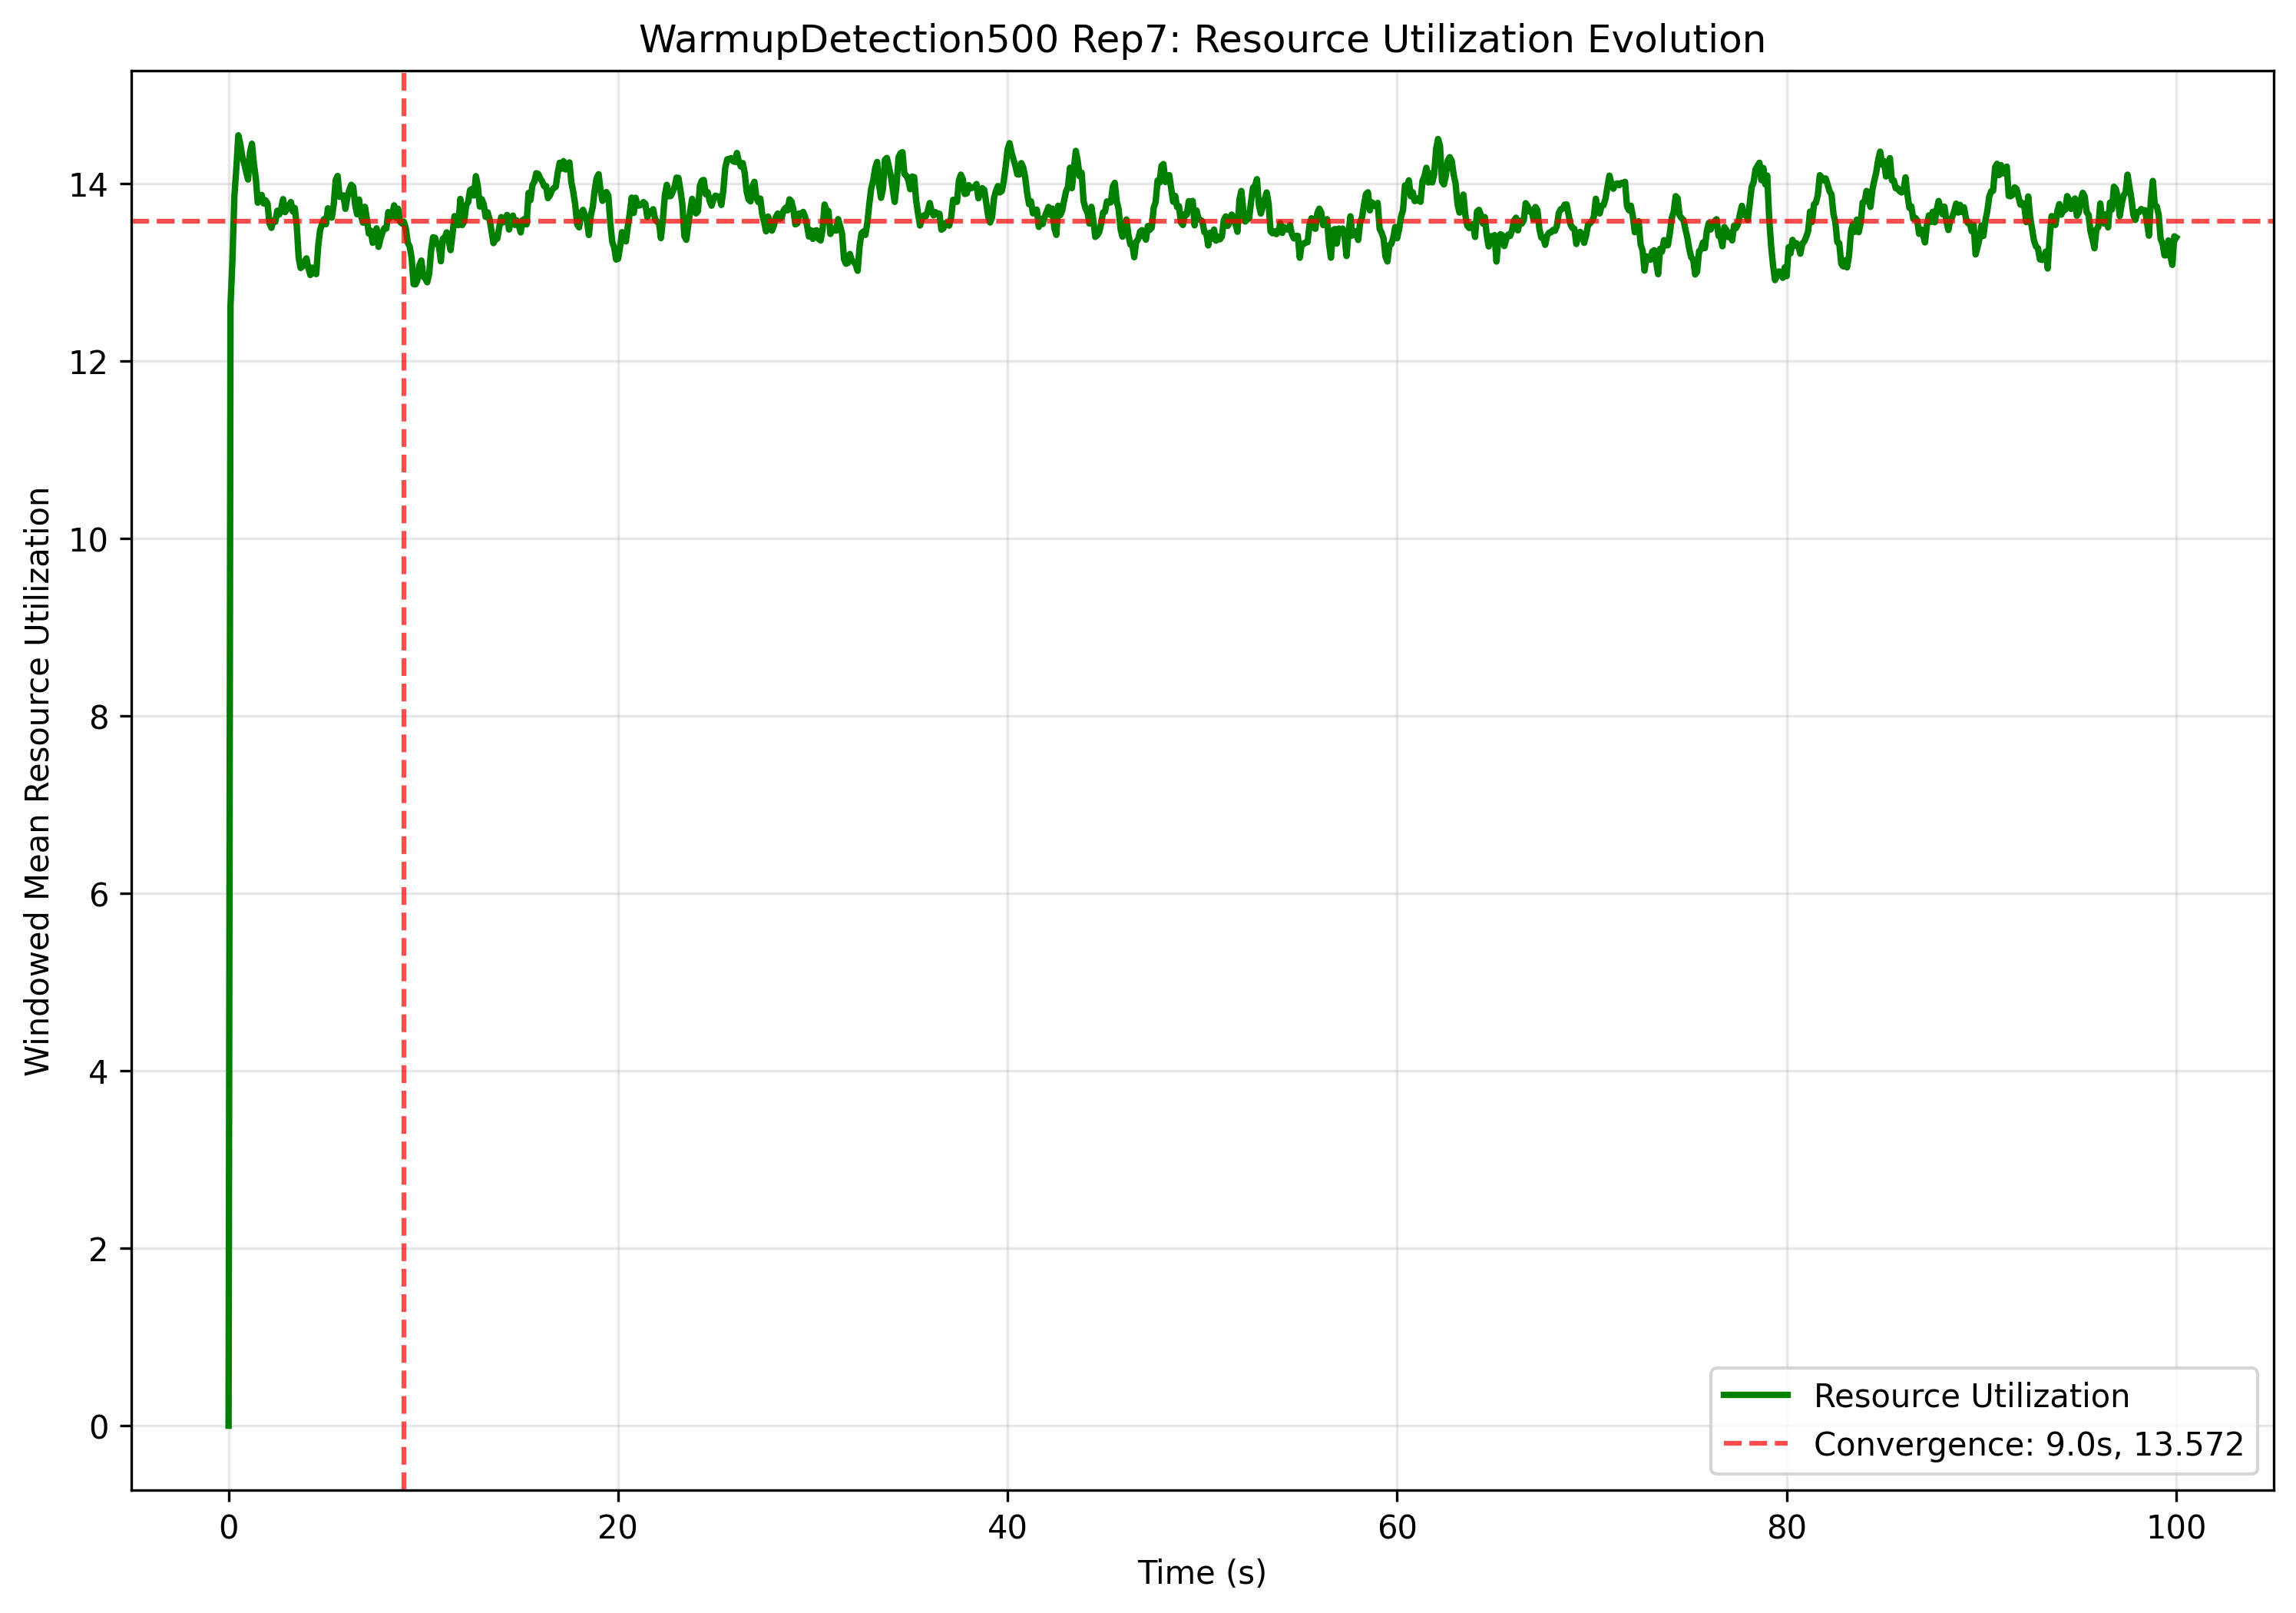 WarmupDetection500 Rep7: Resource Utilization Evolution
Windowed Mean Resource Utilization
14
12
10
8
6
4
2
0
0 20 40 60 80 100
Time (s)
Resource Utilization
Convergence: 9.0s, 13.572